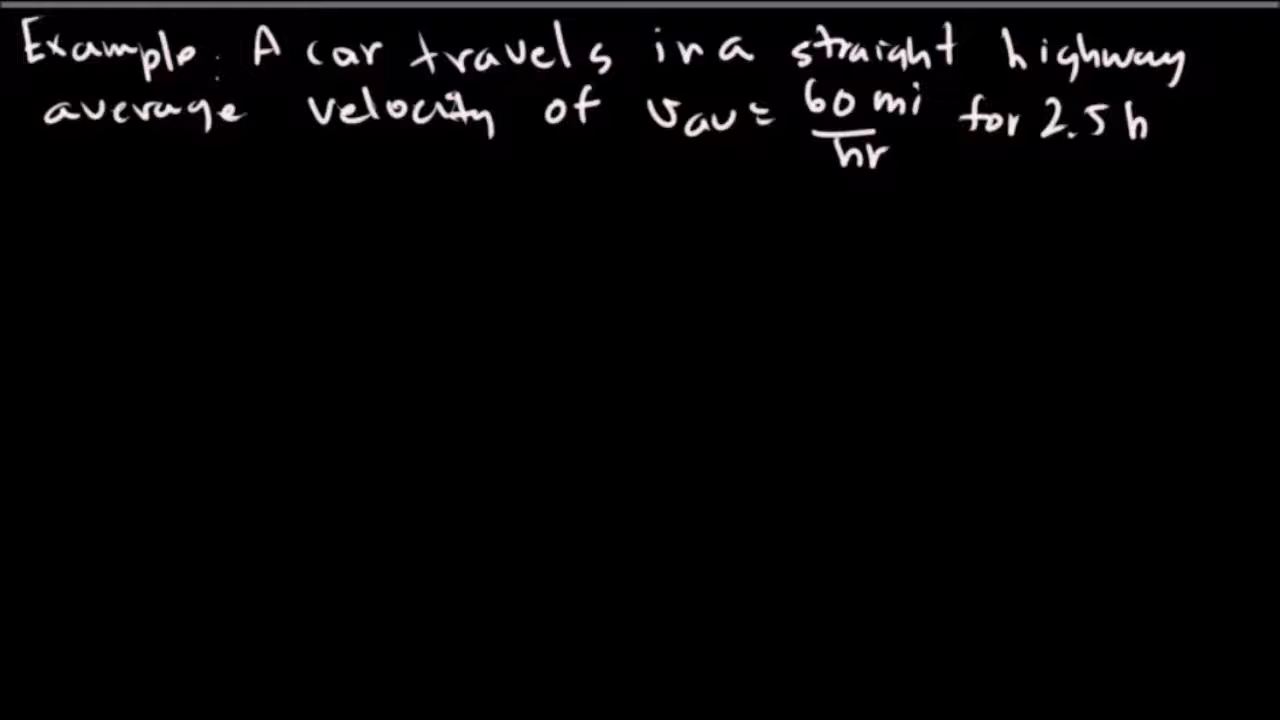 Example: A car travels in a straight highway
average velocity of vav = 60 mi/hr for 2.5 h